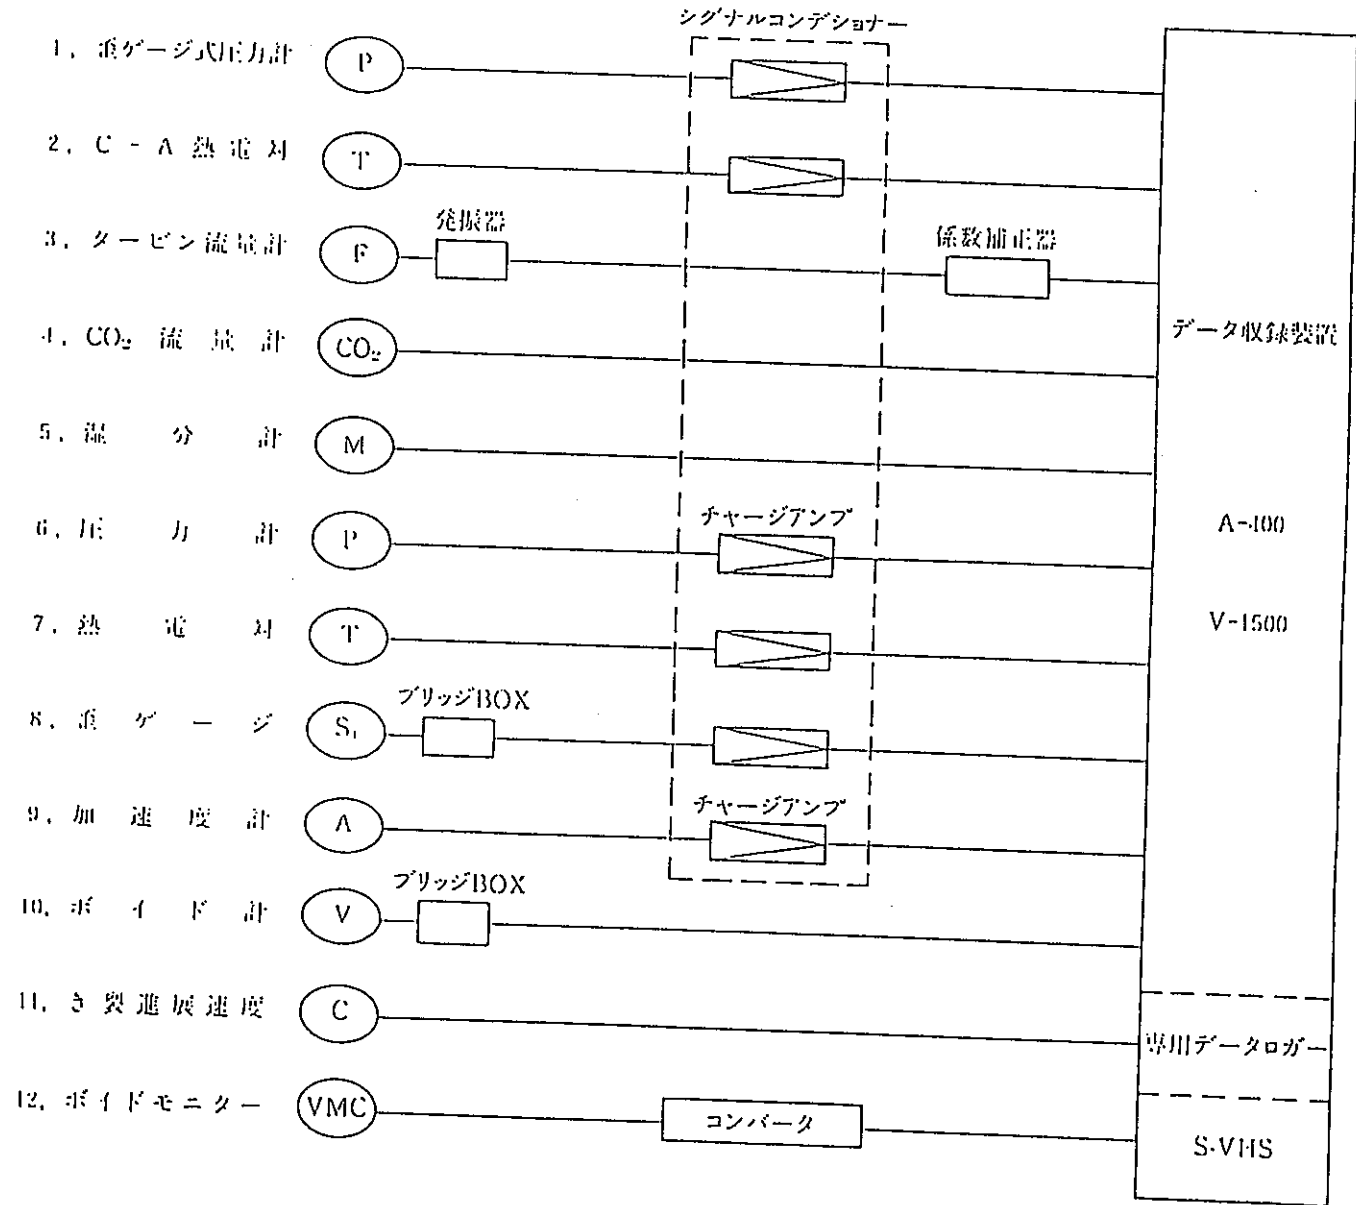 シグナルコンデショナー
1. 歪ゲージ式圧力計 P
2. C-A 熱電対 T
3. タービン流量計 F 発振器 係数補正器
4. CO₂ 流量計 CO₂
データ収録装置
5. 湿分計 M
6. 圧力計 P チャージアンプ
A-400
7. 熱電対 T
V-1500
8. 歪ゲージ S₁ ブリッジBOX
9. 加速度計 A チャージアンプ
10. ボイド計 V ブリッジBOX
11. き裂進展速度 C
専用データロガー
12. ボイドモニター VMC コンバータ
S-VHS